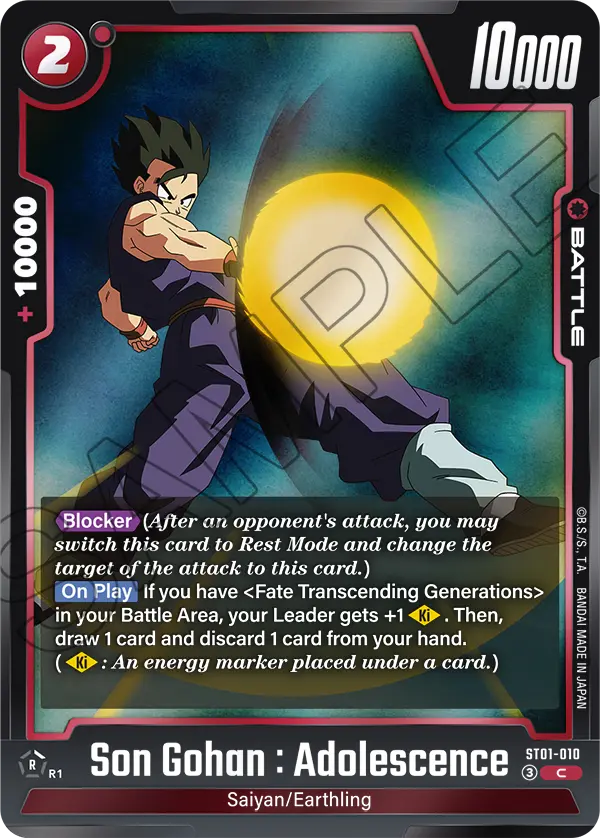 2
10000
+10000
BATTLE
SAMPLE
Blocker (After an opponent's attack, you may
switch this card to Rest Mode and change the
target of the attack to this card.)
On Play If you have <Fate Transcending Generations>
in your Battle Area, your Leader gets +1 Ki . Then,
draw 1 card and discard 1 card from your hand.
( Ki : An energy marker placed under a card.)
©B.S./S., T.A. BANDAI MADE IN JAPAN
R R1
Son Gohan : Adolescence
ST01-010
3 C
Saiyan/Earthling